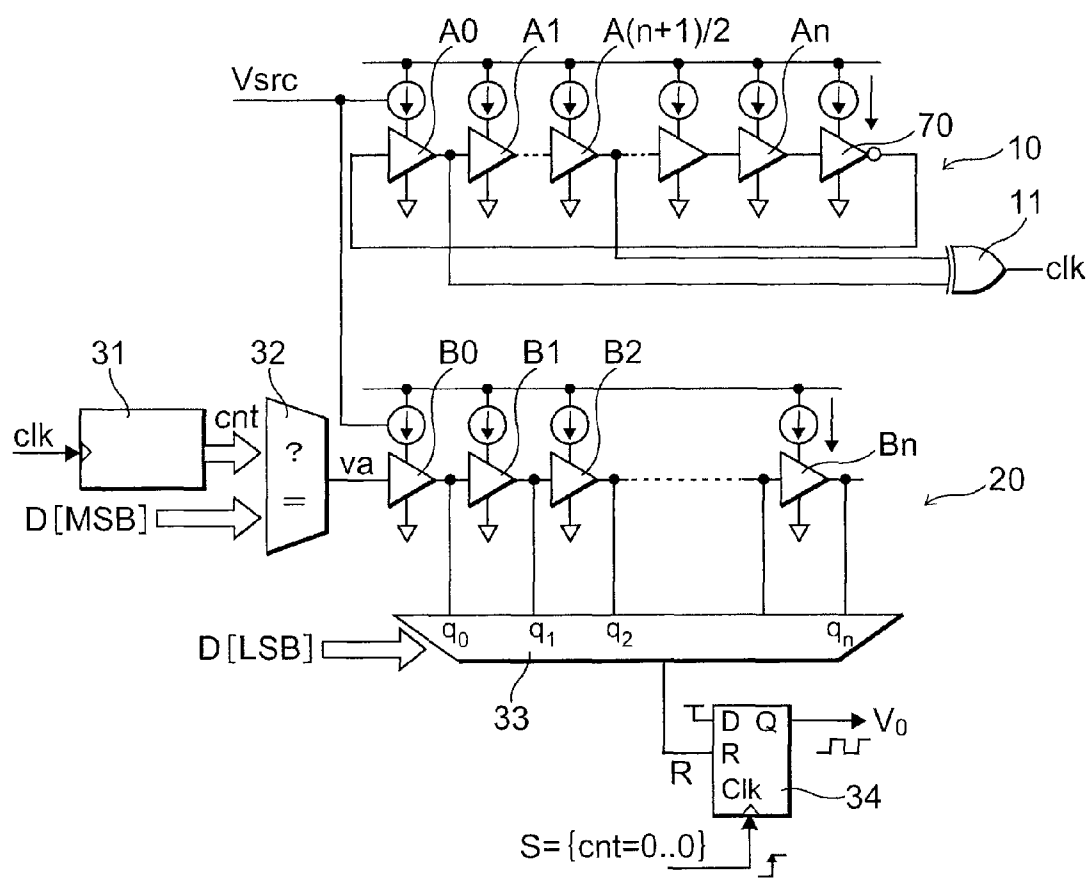 A0 A1 A(n+1)/2 An
Vsrc
70
10
11
clk
31 32 B0 B1 B2
clk cnt ? va Bn
D[MSB] =
20
D[LSB] q0 q1 q2 qn
33
D Q V0
R R
Clk 34
S={cnt=0..0}